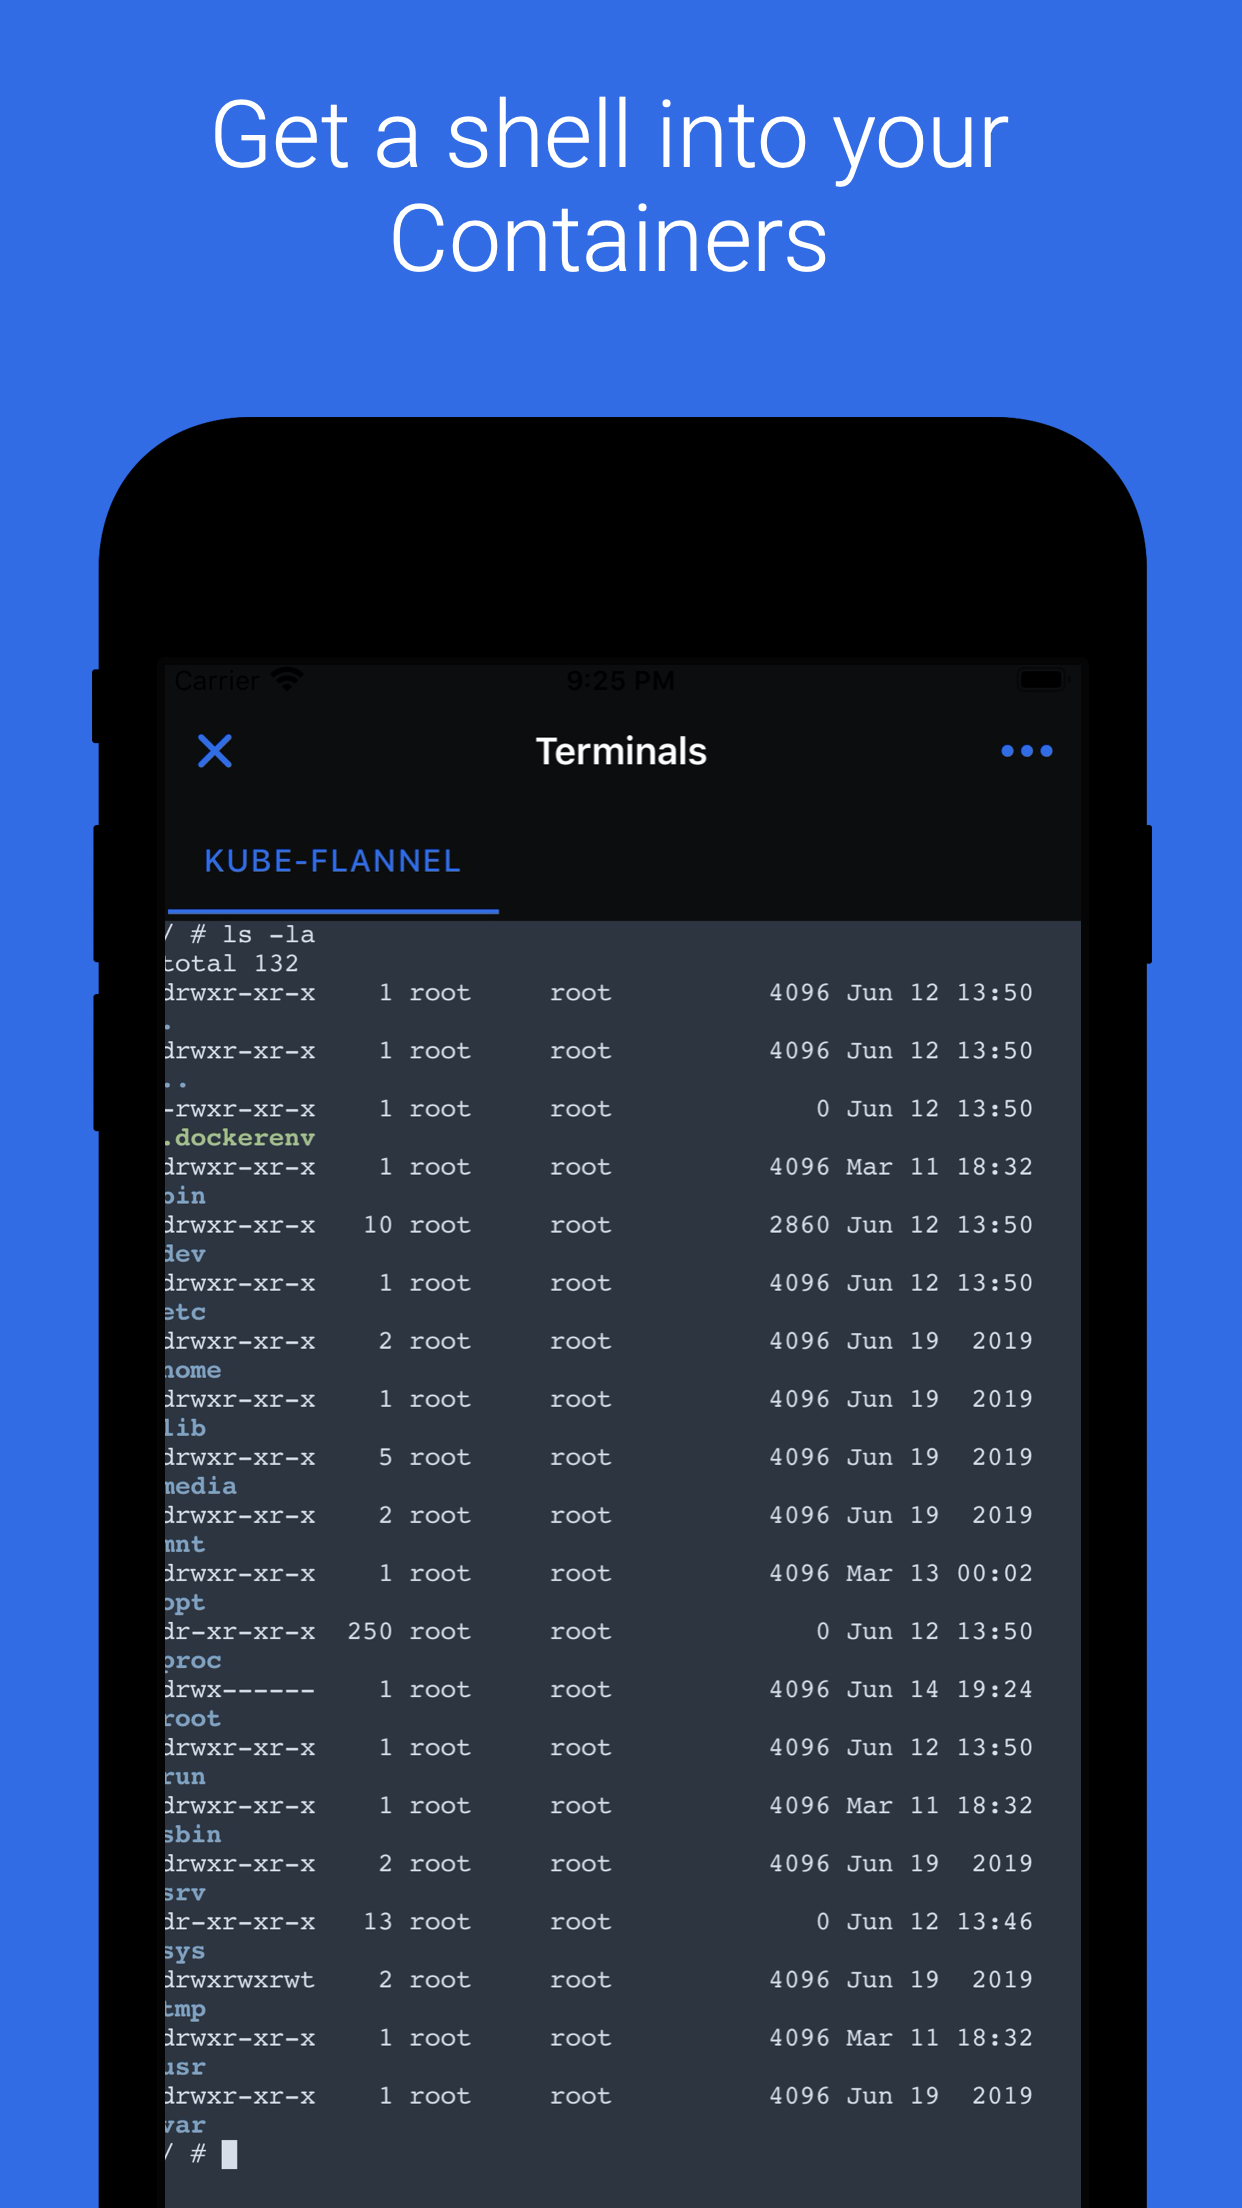 Get a shell into your
Containers
Carrier
9:25 PM
Terminals
KUBE-FLANNEL
/ # ls -la
total 132
drwxr-xr-x    1 root     root          4096 Jun 12 13:50
.
drwxr-xr-x    1 root     root          4096 Jun 12 13:50
..
-rwxr-xr-x    1 root     root             0 Jun 12 13:50
.dockerenv
drwxr-xr-x    1 root     root          4096 Mar 11 18:32
bin
drwxr-xr-x   10 root     root          2860 Jun 12 13:50
dev
drwxr-xr-x    1 root     root          4096 Jun 12 13:50
etc
drwxr-xr-x    2 root     root          4096 Jun 19  2019
home
drwxr-xr-x    1 root     root          4096 Jun 19  2019
lib
drwxr-xr-x    5 root     root          4096 Jun 19  2019
media
drwxr-xr-x    2 root     root          4096 Jun 19  2019
mnt
drwxr-xr-x    1 root     root          4096 Mar 13 00:02
opt
dr-xr-xr-x  250 root     root             0 Jun 12 13:50
proc
drwx------    1 root     root          4096 Jun 14 19:24
root
drwxr-xr-x    1 root     root          4096 Jun 12 13:50
run
drwxr-xr-x    1 root     root          4096 Mar 11 18:32
sbin
drwxr-xr-x    2 root     root          4096 Jun 19  2019
srv
dr-xr-xr-x   13 root     root             0 Jun 12 13:46
sys
drwxrwxrwt    2 root     root          4096 Jun 19  2019
tmp
drwxr-xr-x    1 root     root          4096 Mar 11 18:32
usr
drwxr-xr-x    1 root     root          4096 Jun 19  2019
var
/ #